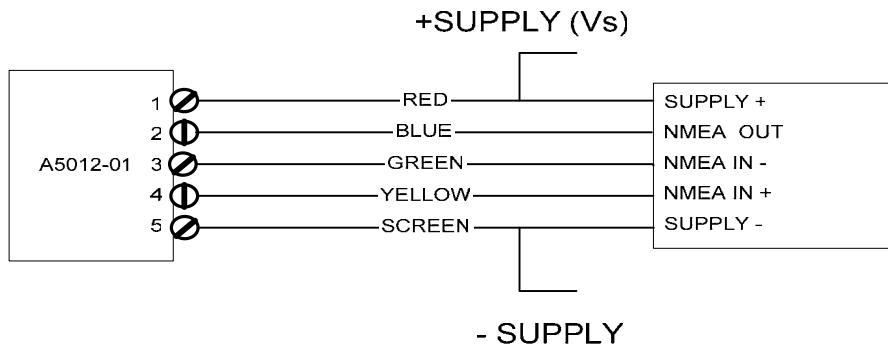 +SUPPLY (Vs)
1 RED SUPPLY +
2 BLUE NMEA OUT
A5012-01 3 GREEN NMEA IN -
4 YELLOW NMEA IN +
5 SCREEN SUPPLY -
- SUPPLY